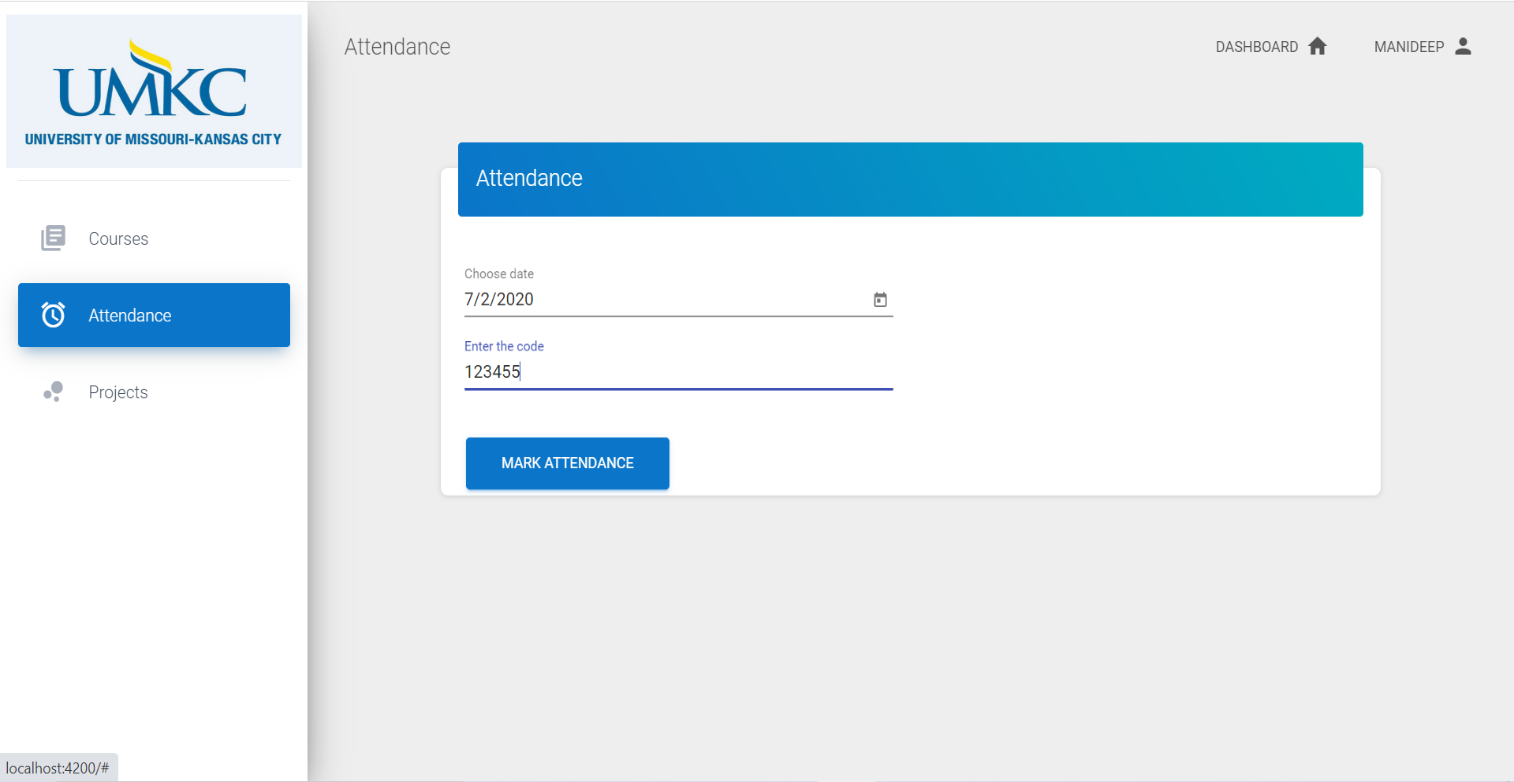 UMKC
UNIVERSITY OF MISSOURI-KANSAS CITY
Courses
Attendance
Projects
Attendance
DASHBOARD
MANIDEEP
Attendance
Choose date
7/2/2020
Enter the code
123455
MARK ATTENDANCE
localhost:4200/#